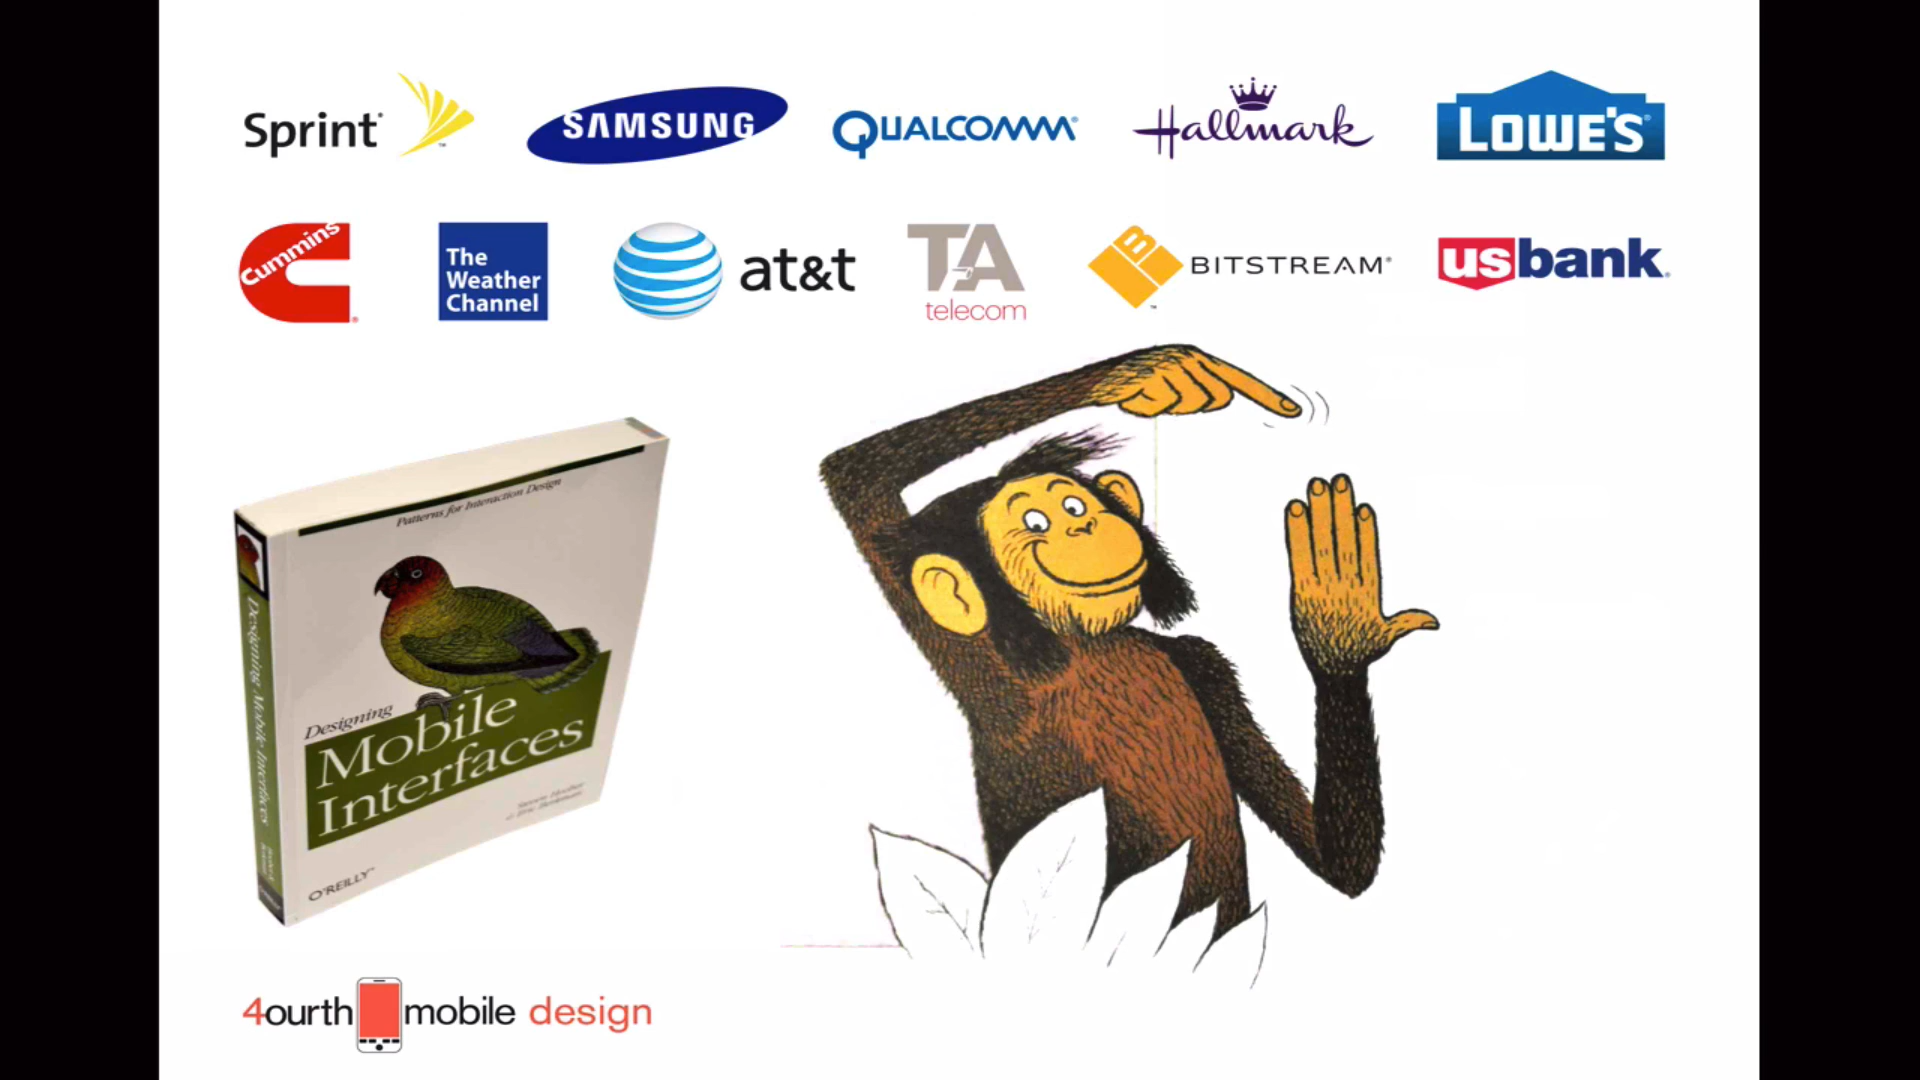 Sprint
SAMSUNG
QUALCOMM®
Hallmark
LOWE'S
Cummins
The
Weather
Channel
at&t
TA
telecom
B
BITSTREAM®
usbank
Patterns for Interaction Design
Designing
Mobile
Interfaces
O'REILLY™
Designing Mobile Interfaces
4ourth mobile design